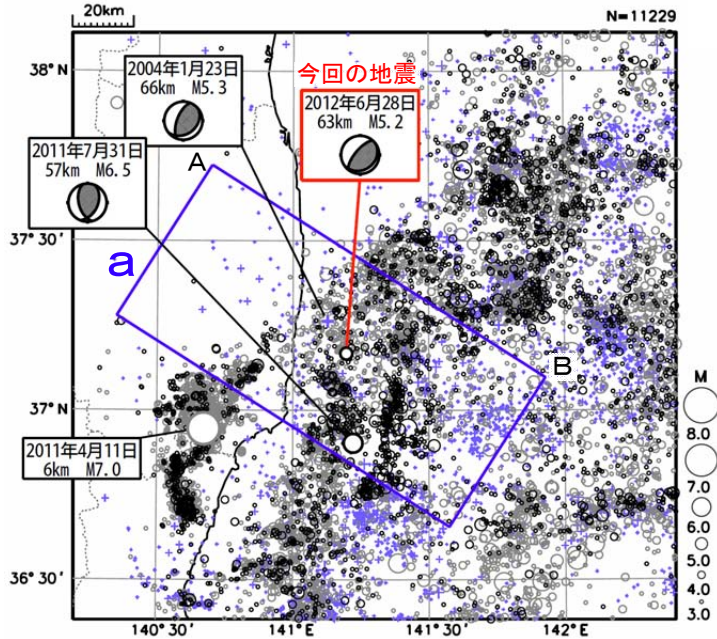 20km
N=11229
38°N
2004年1月23日
66km M5.3
今回の地震
2012年6月28日
63km M5.2
2011年7月31日
57km M6.5
A
37°30'
a
B
37°N
2011年4月11日
6km M7.0
36°30'
M
8.0
7.0
6.0
5.0
4.0
3.0
140°30'
141°E
141°30'
142°E